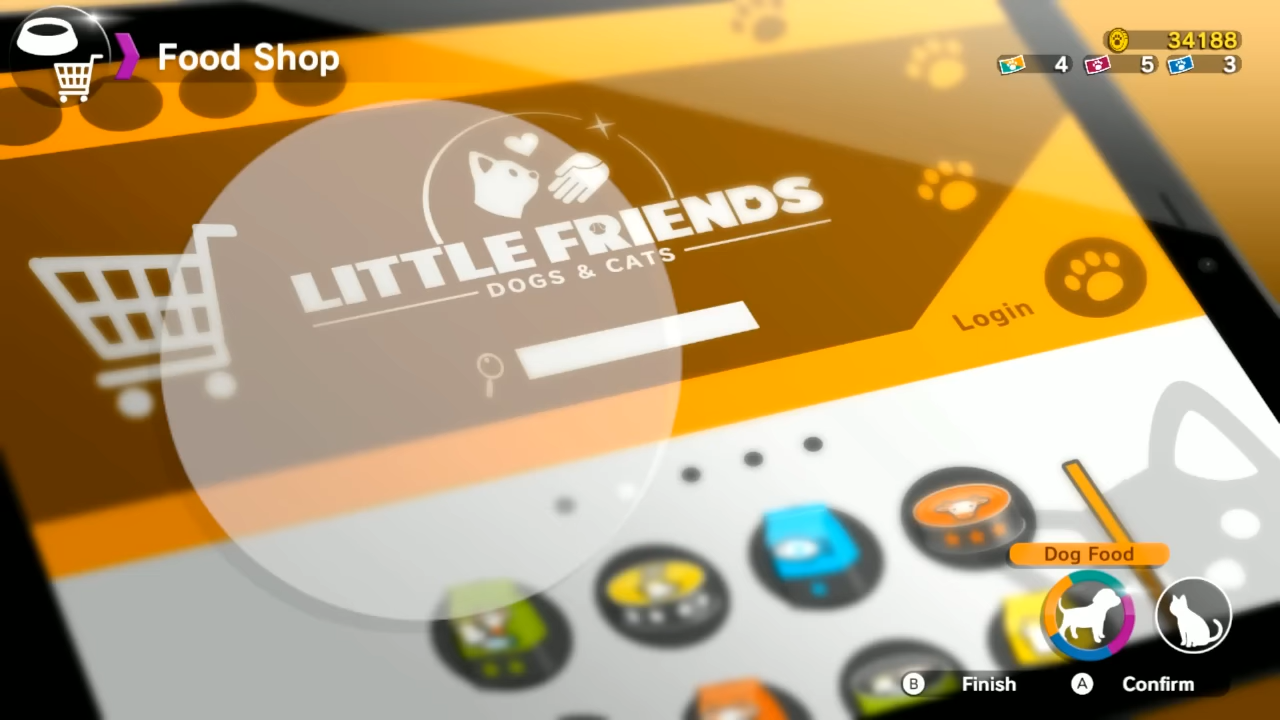 Food Shop
34188
4 5 3
LITTLE FRIENDS
DOGS & CATS
Login
Dog Food
B Finish A Confirm